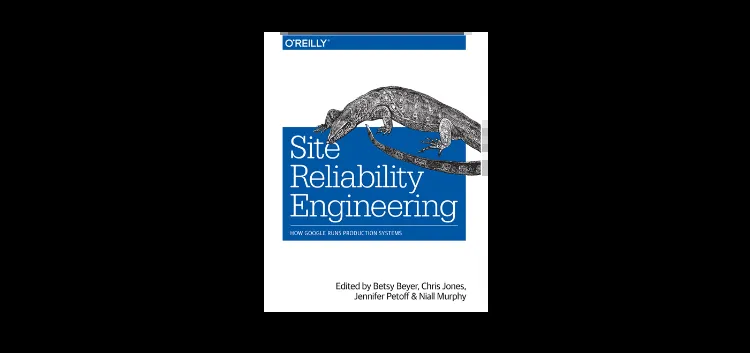 O'REILLY®
Site
Reliability
Engineering
HOW GOOGLE RUNS PRODUCTION SYSTEMS
Edited by Betsy Beyer, Chris Jones,
Jennifer Petoff & Niall Murphy